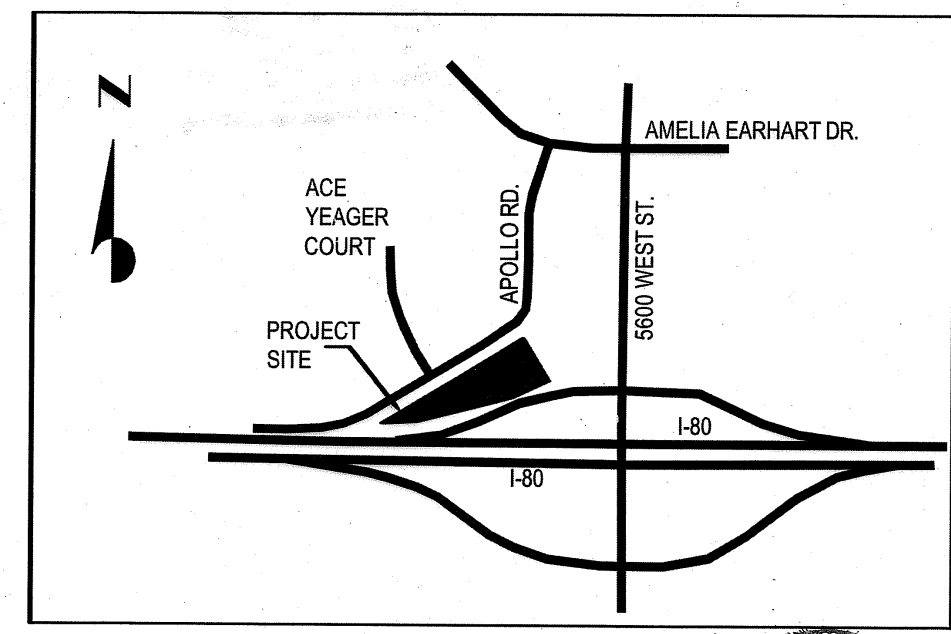 N
AMELIA EARHART DR.
ACE
YEAGER
COURT
APOLLO RD.
5600 WEST ST.
PROJECT
SITE
I-80
I-80